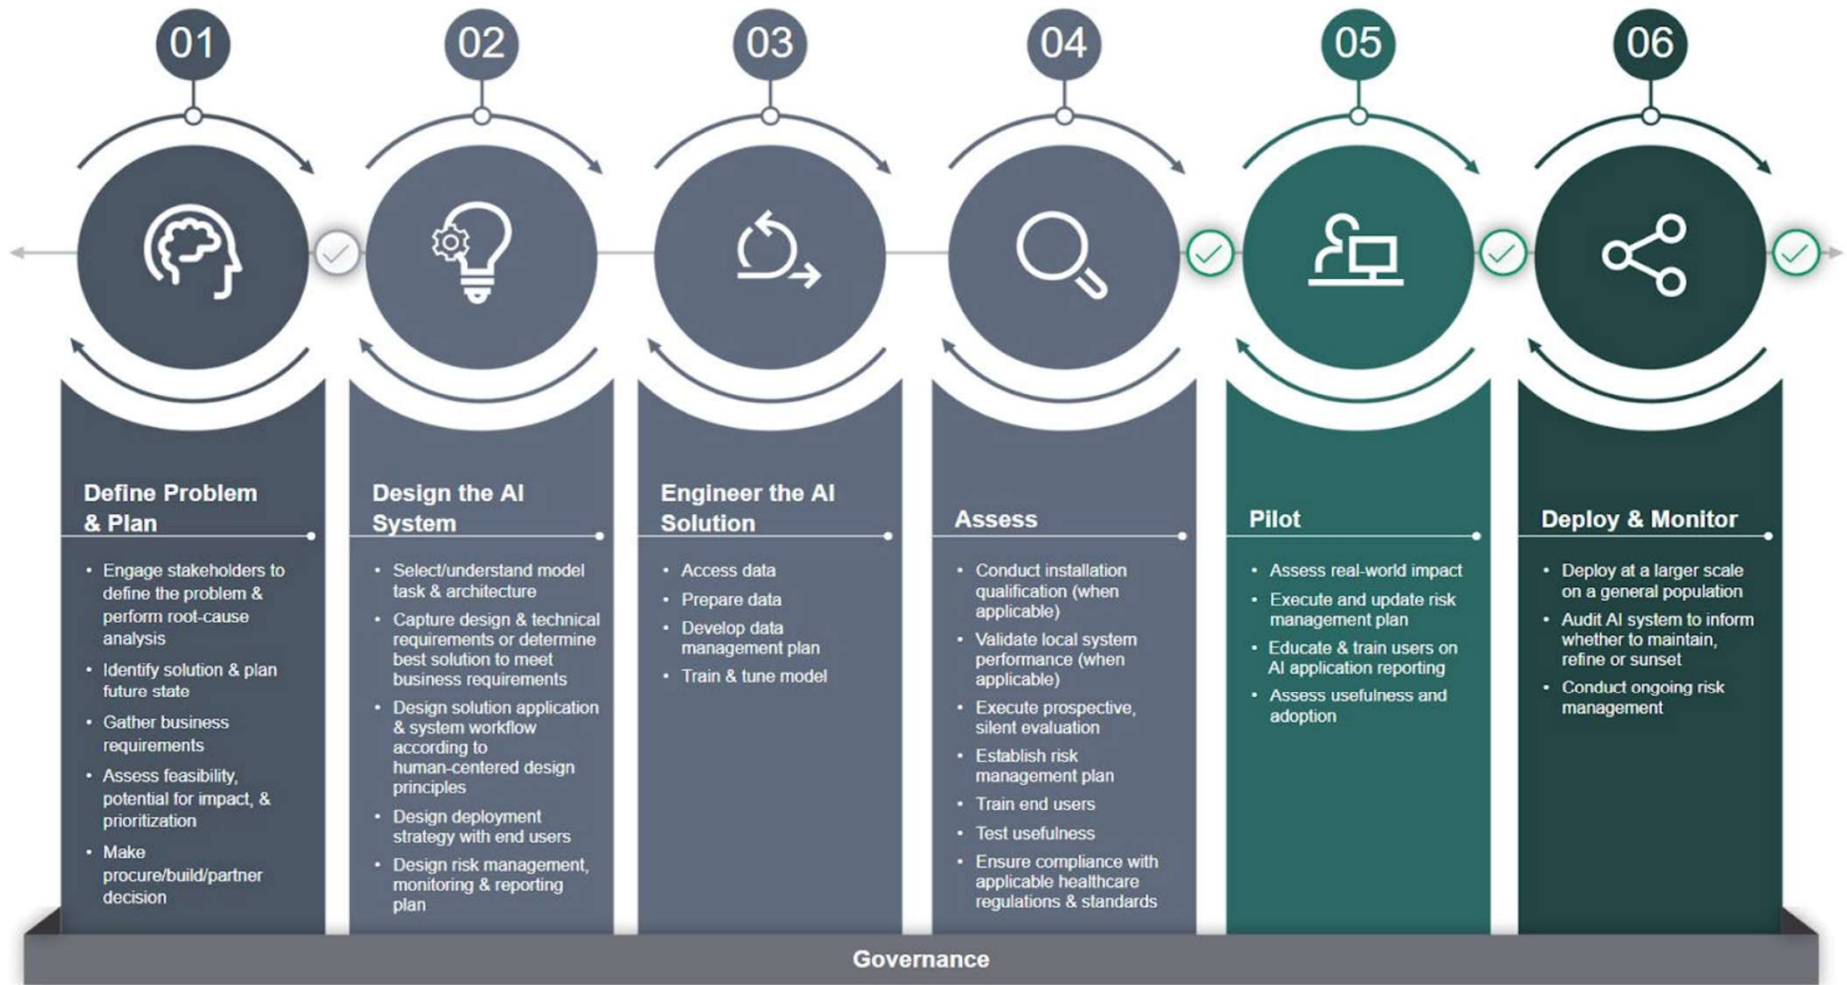 01
02
03
04
05
06
Define Problem
& Plan
• Engage stakeholders to
define the problem &
perform root-cause
analysis
• Identify solution & plan
future state
• Gather business
requirements
• Assess feasibility,
potential for impact, &
prioritization
• Make
procure/build/partner
decision
Design the AI
System
• Select/understand model
task & architecture
• Capture design & technical
requirements or determine
best solution to meet
business requirements
• Design solution application
& system workflow
according to
human-centered design
principles
• Design deployment
strategy with end users
• Design risk management,
monitoring & reporting
plan
Engineer the AI
Solution
• Access data
• Prepare data
• Develop data
management plan
• Train & tune model
Assess
• Conduct installation
qualification (when
applicable)
• Validate local system
performance (when
applicable)
• Execute prospective,
silent evaluation
• Establish risk
management plan
• Train end users
• Test usefulness
• Ensure compliance with
applicable healthcare
regulations & standards
Pilot
• Assess real-world impact
• Execute and update risk
management plan
• Educate & train users on
AI application reporting
• Assess usefulness and
adoption
Deploy & Monitor
• Deploy at a larger scale
on a general population
• Audit AI system to inform
whether to maintain,
refine or sunset
• Conduct ongoing risk
management
Governance